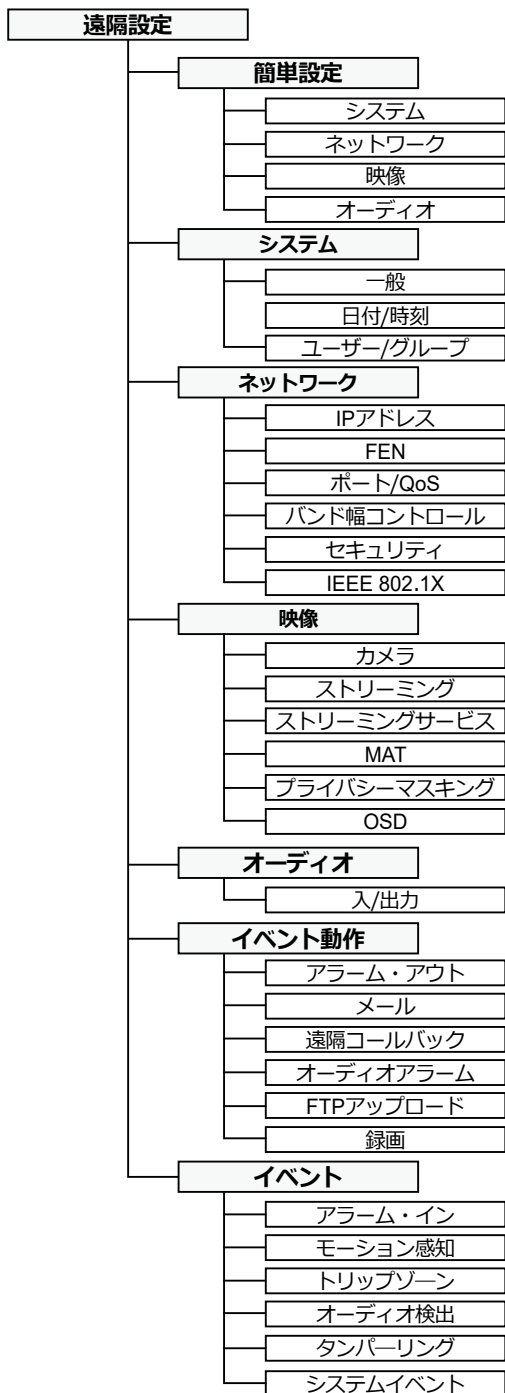 遠隔設定
簡単設定
システム
ネットワーク
映像
オーディオ
システム
一般
日付/時刻
ユーザー/グループ
ネットワーク
IPアドレス
FEN
ポート/QoS
バンド幅コントロール
セキュリティ
IEEE 802.1X
映像
カメラ
ストリーミング
ストリーミングサービス
MAT
プライバシーマスキング
OSD
オーディオ
入/出力
イベント動作
アラーム・アウト
メール
遠隔コールバック
オーディオアラーム
FTPアップロード
録画
イベント
アラーム・イン
モーション感知
トリップゾ―ン
オーディオ検出
タンパ―リング
システムイベント